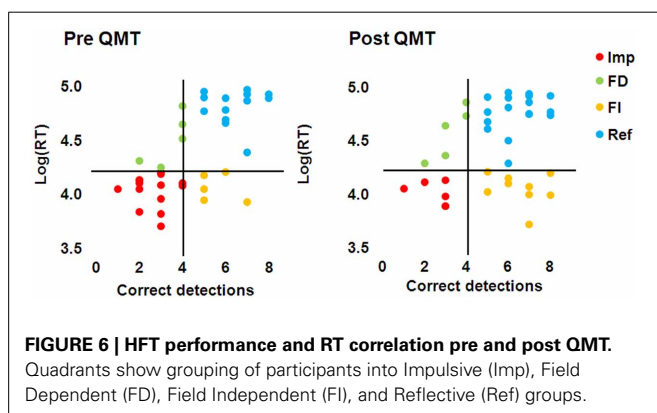 Pre QMT
Post QMT
Imp
FD
FI
Ref
Log(RT)
5.0
4.5
4.0
3.5
0 2 4 6 8
Correct detections
Log(RT)
5.0
4.5
4.0
3.5
0 2 4 6 8
Correct detections
FIGURE 6 | HFT performance and RT correlation pre and post QMT.
Quadrants show grouping of participants into Impulsive (Imp), Field
Dependent (FD), Field Independent (FI), and Reflective (Ref) groups.